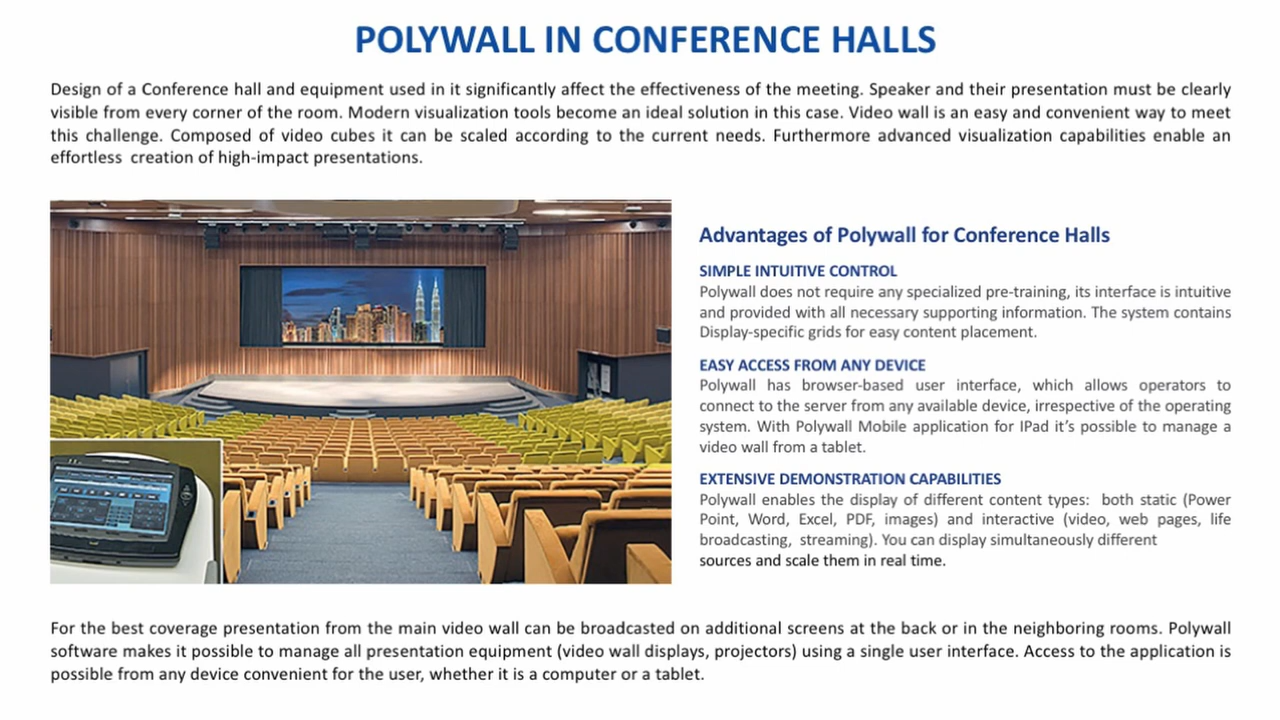 POLYWALL IN CONFERENCE HALLS
Design of a Conference hall and equipment used in it significantly affect the effectiveness of the meeting. Speaker and their presentation must be clearly
visible from every corner of the room. Modern visualization tools become an ideal solution in this case. Video wall is an easy and convenient way to meet
this challenge. Composed of video cubes it can be scaled according to the current needs. Furthermore advanced visualization capabilities enable an
effortless creation of high-impact presentations.
Advantages of Polywall for Conference Halls
SIMPLE INTUITIVE CONTROL
Polywall does not require any specialized pre-training, its interface is intuitive
and provided with all necessary supporting information. The system contains
Display-specific grids for easy content placement.
EASY ACCESS FROM ANY DEVICE
Polywall has browser-based user interface, which allows operators to
connect to the server from any available device, irrespective of the operating
system. With Polywall Mobile application for IPad it's possible to manage a
video wall from a tablet.
EXTENSIVE DEMONSTRATION CAPABILITIES
Polywall enables the display of different content types: both static (Power
Point, Word, Excel, PDF, images) and interactive (video, web pages, life
broadcasting, streaming). You can display simultaneously different
sources and scale them in real time.
For the best coverage presentation from the main video wall can be broadcasted on additional screens at the back or in the neighboring rooms. Polywall
software makes it possible to manage all presentation equipment (video wall displays, projectors) using a single user interface. Access to the application is
possible from any device convenient for the user, whether it is a computer or a tablet.